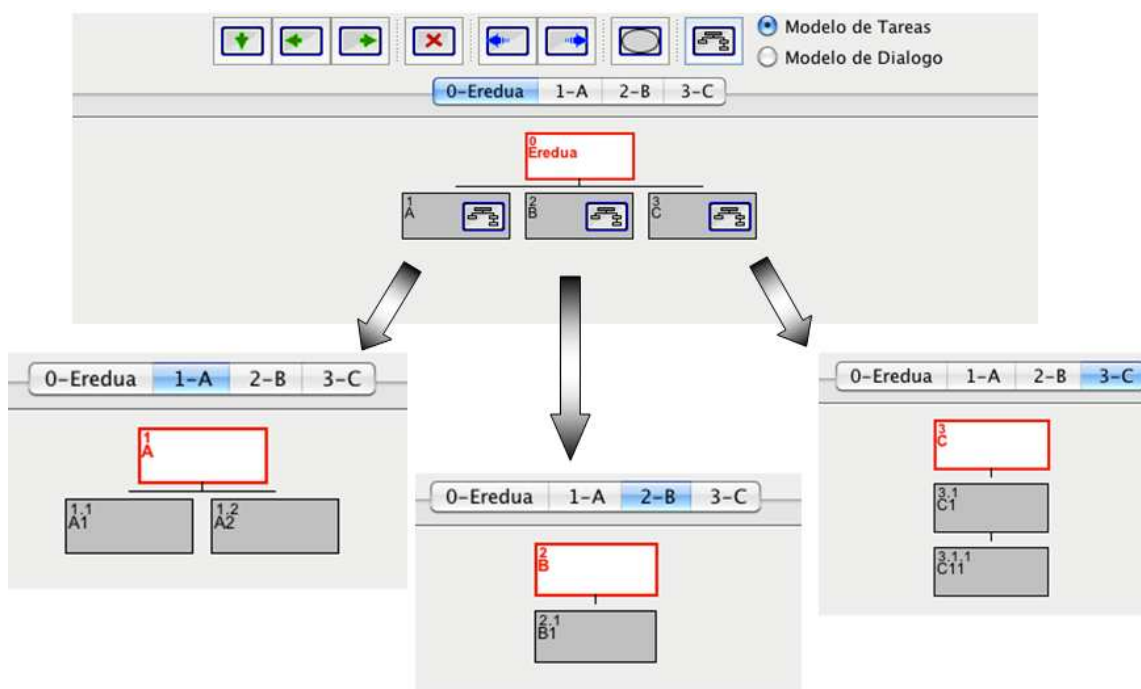 Modelo de Tareas
Modelo de Dialogo
0-Eredua 1-A 2-B 3-C
0
Eredua
1
A
2
B
3
C
0-Eredua 1-A 2-B 3-C
1
A
1.1
A1
1.2
A2
0-Eredua 1-A 2-B 3-C
2
B
2.1
B1
0-Eredua 1-A 2-B 3-C
3
C
3.1
C1
3.1.1
C11